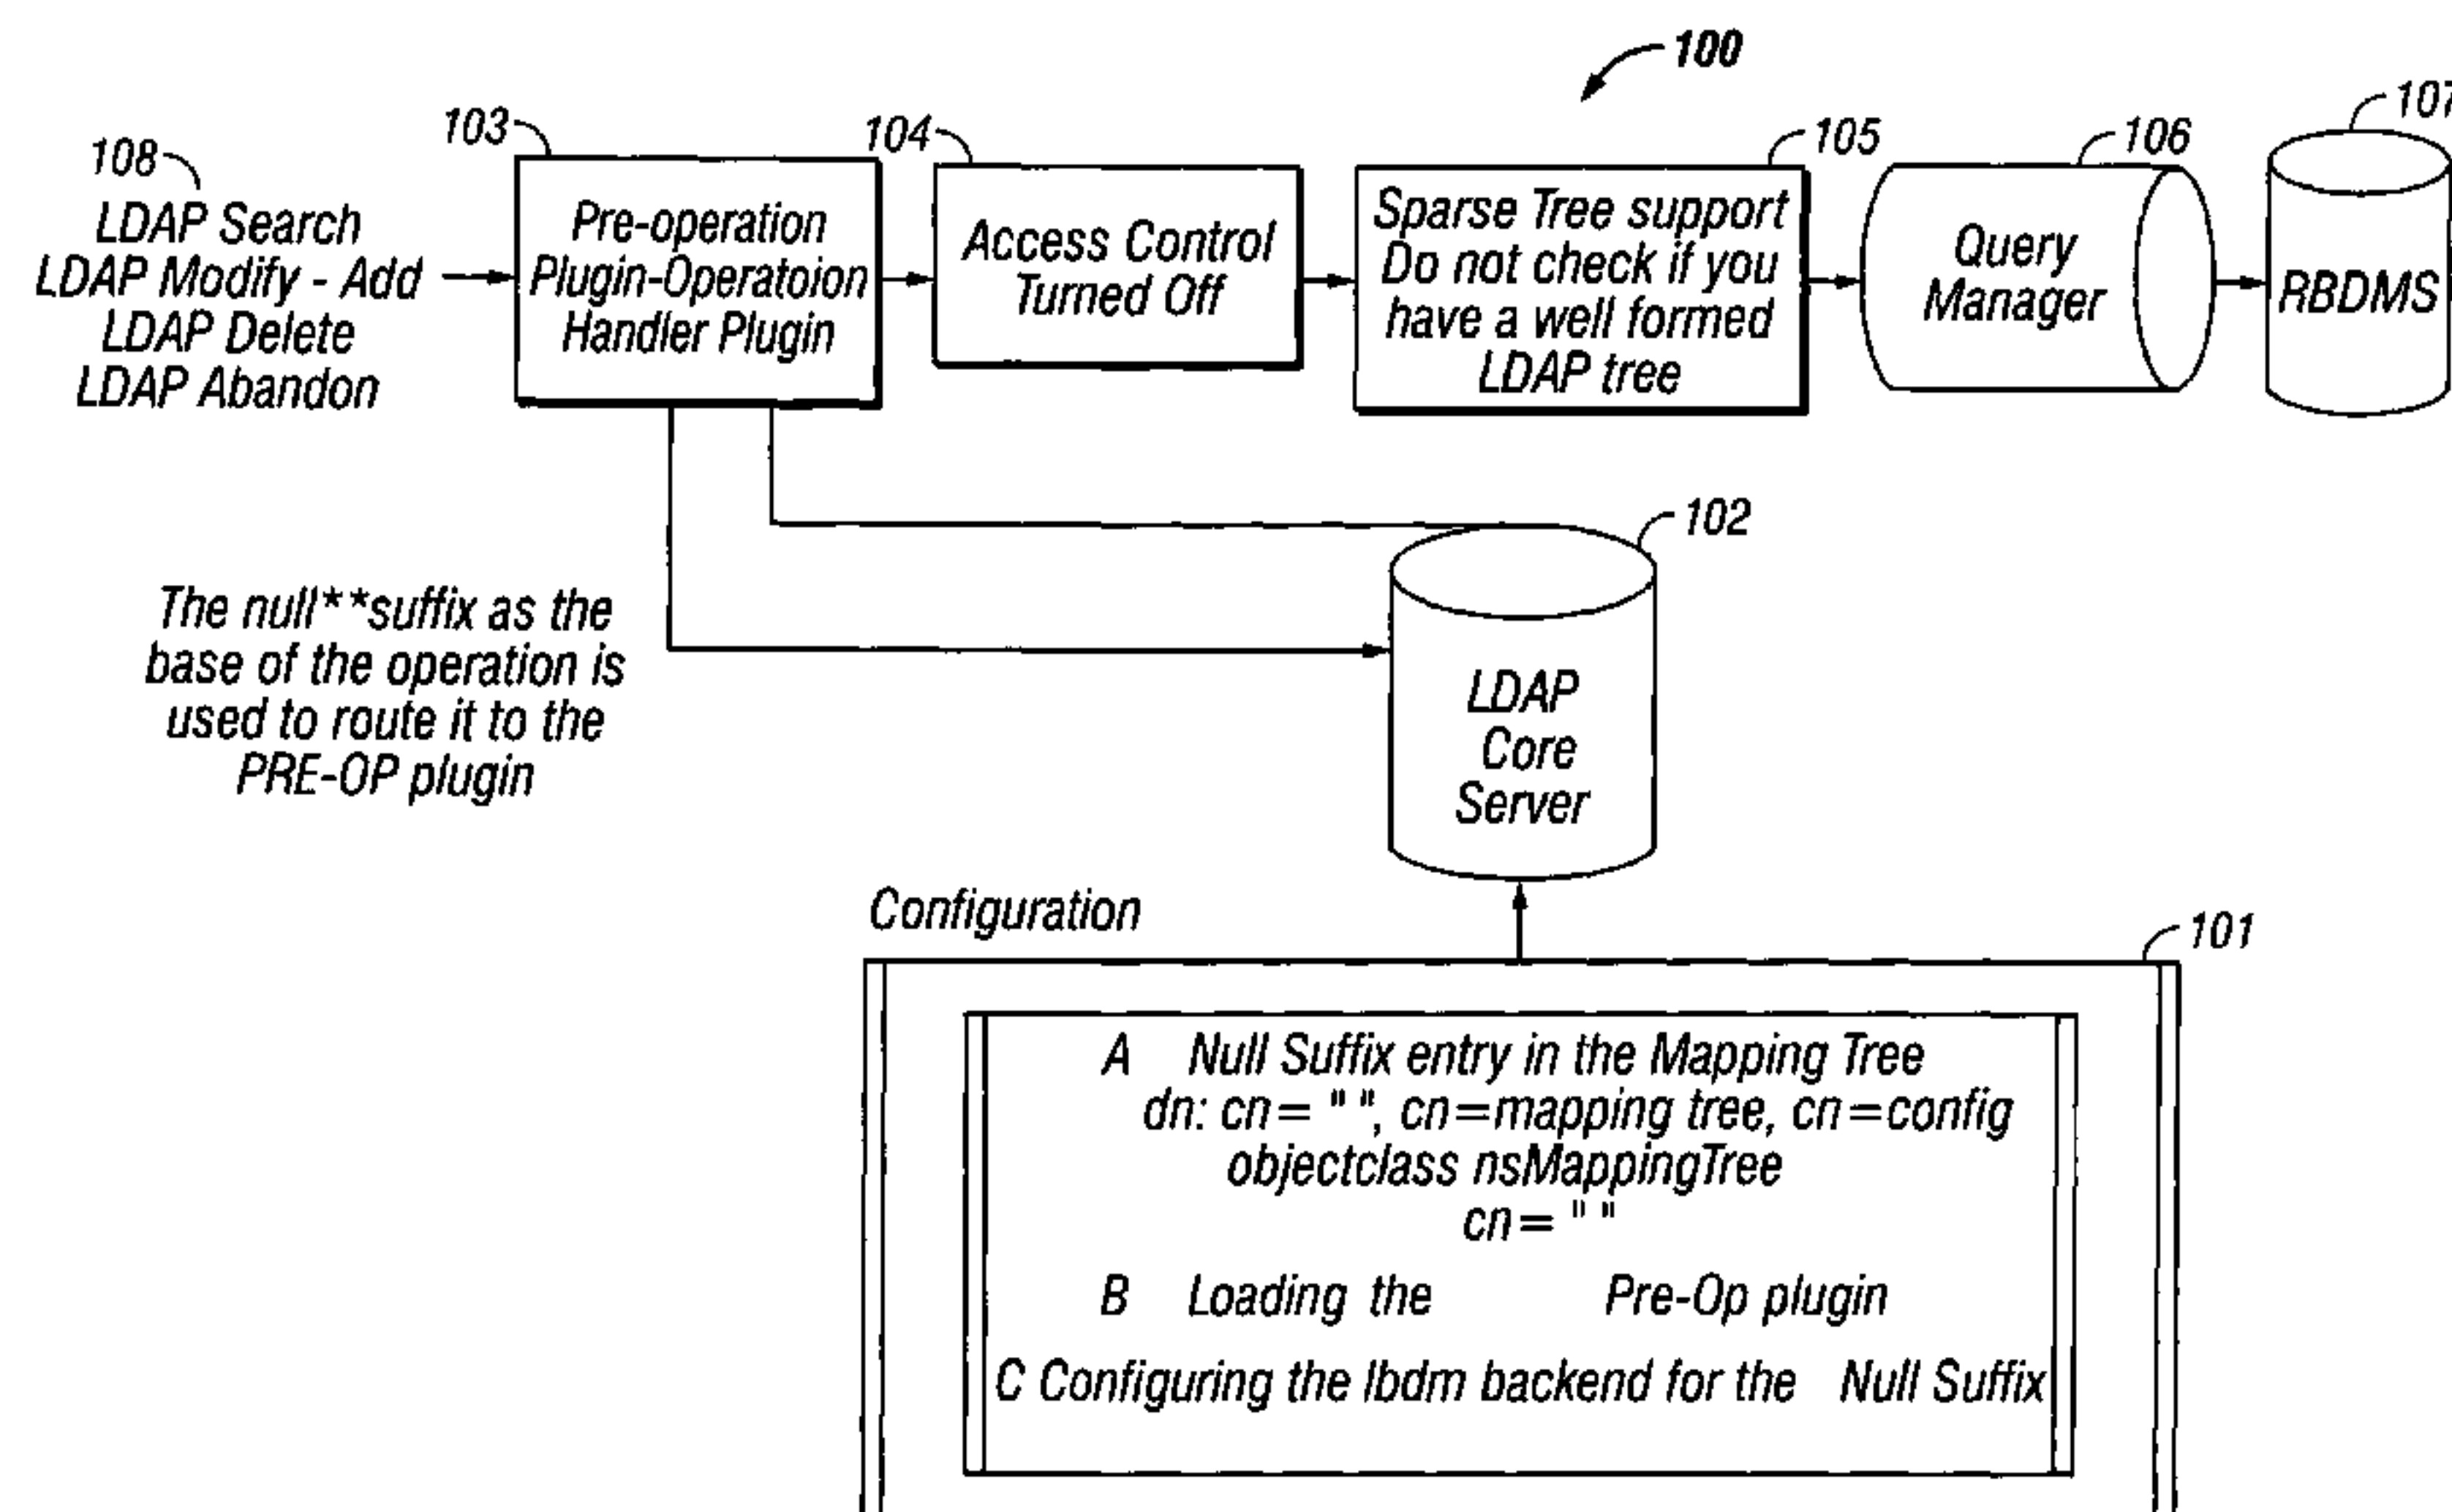 100
108
LDAP Search
LDAP Modify - Add
LDAP Delete
LDAP Abandon
103
Pre-operation
Plugin-Operatoion
Handler Plugin
104
Access Control
Turned Off
105
Sparse Tree support
Do not check if you
have a well formed
LDAP tree
106
Query
Manager
107
RBDMS
The null**suffix as the
base of the operation is
used to route it to the
PRE-OP plugin
102
LDAP
Core
Server
Configuration
101
A Null Suffix entry in the Mapping Tree
dn: cn= " ", cn=mapping tree, cn=config
objectclass nsMappingTree
cn= " "
B Loading the Pre-Op plugin
C Configuring the lbdm backend for the Null Suffix